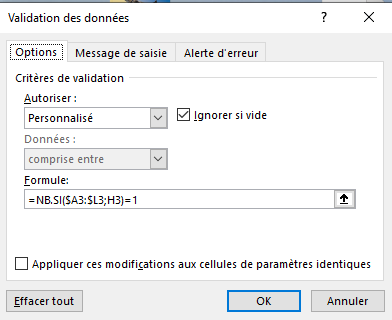 Validation des données
? ×
Options Message de saisie Alerte d'erreur
Critères de validation
Autoriser :
Personnalisé Ignorer si vide
Données :
comprise entre
Formule:
=NB.SI($A3:$L3;H3)=1
Appliquer ces modifications aux cellules de paramètres identiques
Effacer tout OK Annuler